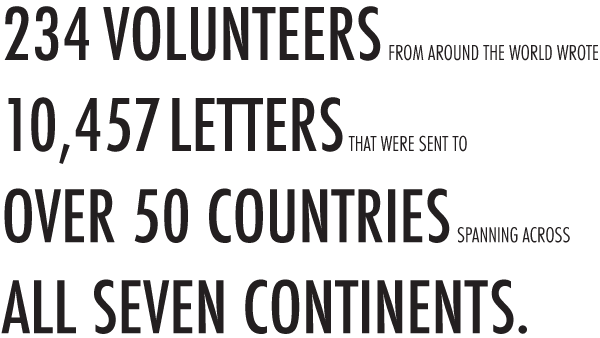 234 VOLUNTEERS FROM AROUND THE WORLD WROTE
10,457 LETTERS THAT WERE SENT TO
OVER 50 COUNTRIES SPANNING ACROSS
ALL SEVEN CONTINENTS.